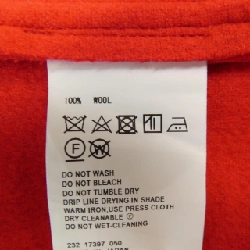 100% WOOL
F W
DO NOT WASH
DO NOT BLEACH
DO NOT TUMBLE DRY
DRIP LINE DRYING IN SHADE
WARM IRON,USE PRESS CLOTH
DRY CLEANABLE Ⓕ
DO NOT WET-CLEANING
232 17397 050